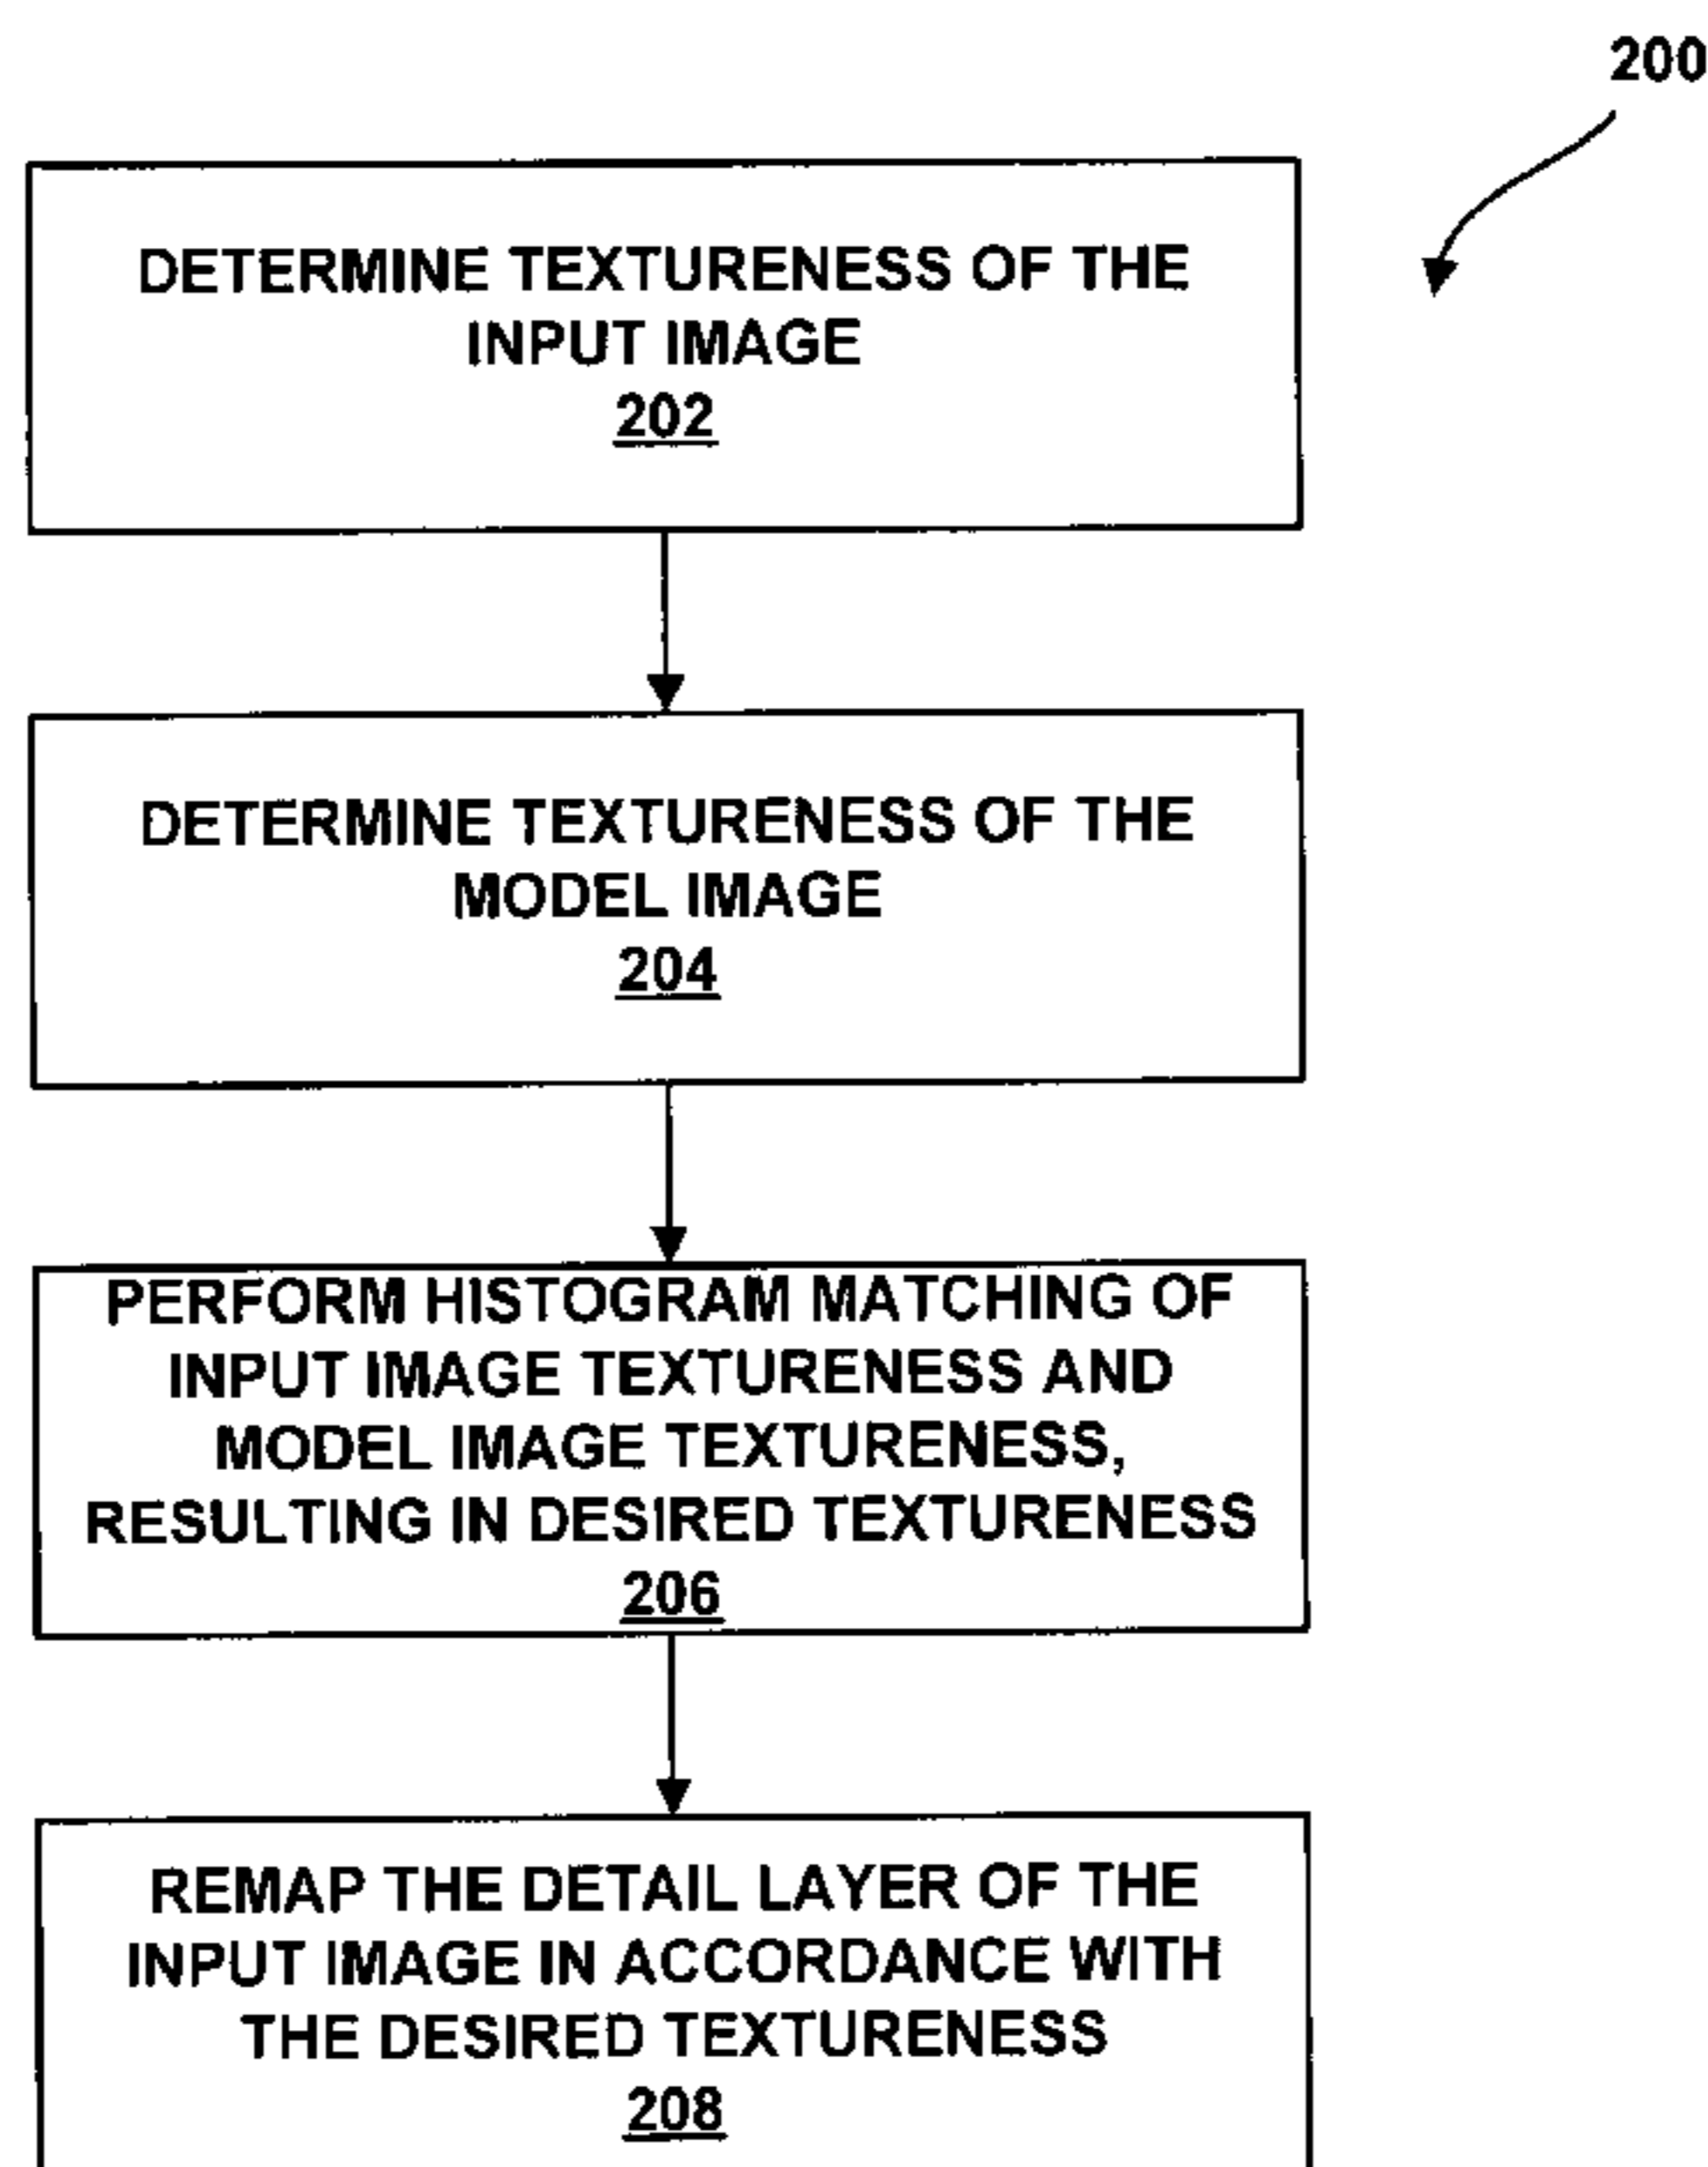 200
DETERMINE TEXTURENESS OF THE
INPUT IMAGE
202
DETERMINE TEXTURENESS OF THE
MODEL IMAGE
204
PERFORM HISTOGRAM MATCHING OF
INPUT IMAGE TEXTURENESS AND
MODEL IMAGE TEXTURENESS,
RESULTING IN DESIRED TEXTURENESS
206
REMAP THE DETAIL LAYER OF THE
INPUT IMAGE IN ACCORDANCE WITH
THE DESIRED TEXTURENESS
208